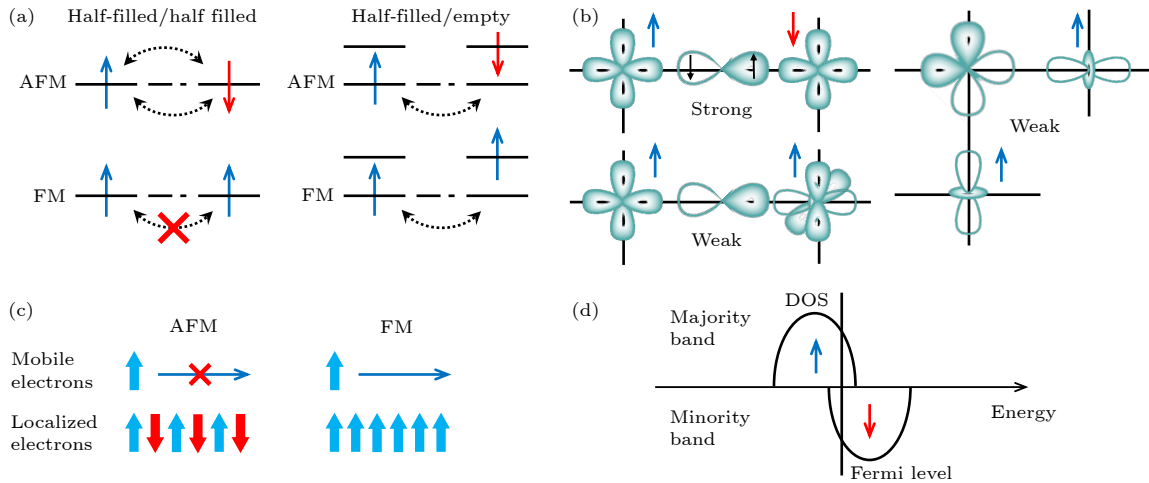 (a)
Half-filled/half filled
Half-filled/empty
AFM
AFM
FM
FM
(b)
Strong
Weak
Weak
(c)
AFM
FM
Mobile
electrons
Localized
electrons
(d)
DOS
Majority
band
Minority
band
Energy
Fermi level